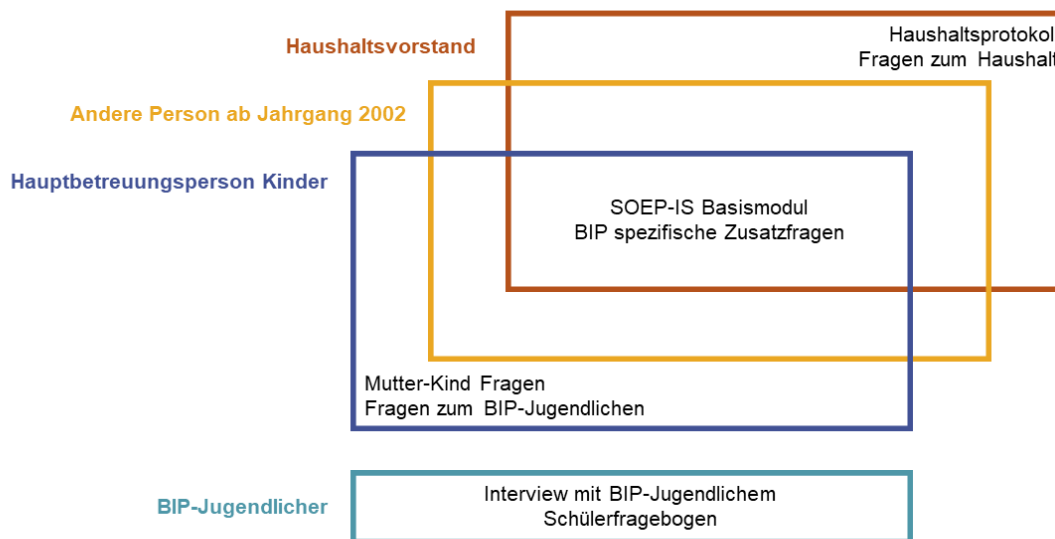 Haushaltsvorstand
Haushaltsprotokol
Fragen zum Haushalt
Andere Person ab Jahrgang 2002
Hauptbetreuungsperson Kinder
SOEP-IS Basismodul
BIP spezifische Zusatzfragen
Mutter-Kind Fragen
Fragen zum BIP-Jugendlichen
BIP-Jugendlicher
Interview mit BIP-Jugendlichem
Schülerfragebogen